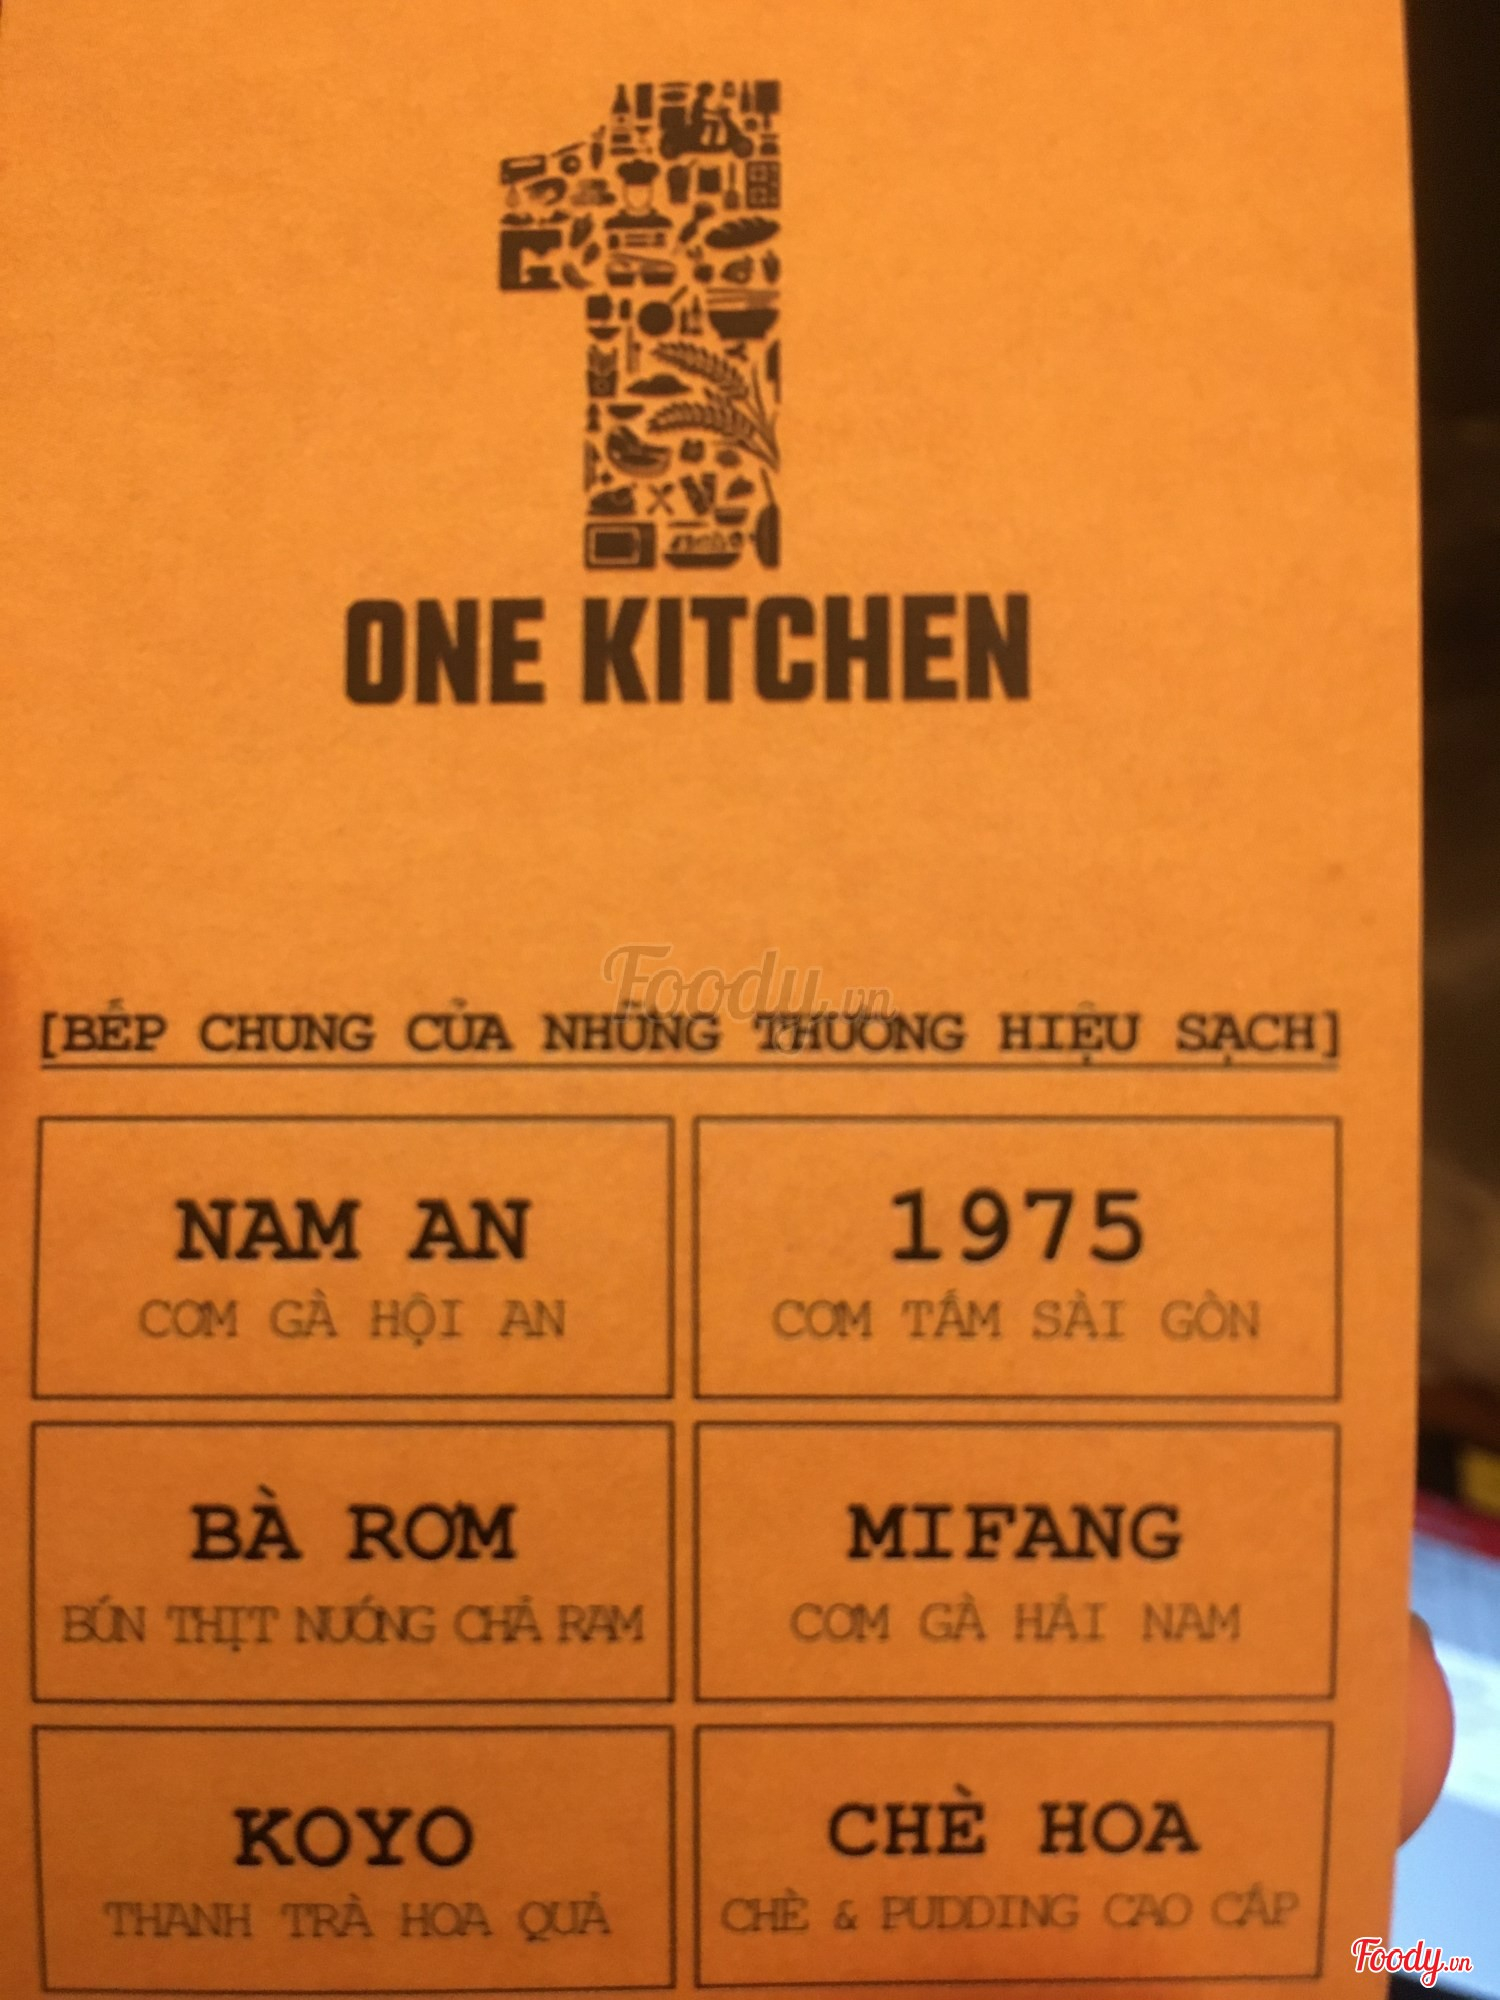 ONE KITCHEN
Foody.vn
[BẾP CHUNG CỦA NHỮNG THƯƠNG HIỆU SẠCH]
NAM AN
CƠM GÀ HỘI AN
1975
CƠM TẤM SÀI GÒN
BÀ RƠM
BÚN THỊT NƯỚNG CHẢ RAM
MIFANG
CƠM GÀ HẢI NAM
KOYO
THANH TRÀ HOA QUẢ
CHÈ HOA
CHÈ & PUDDING CAO CẤP
Foody.vn